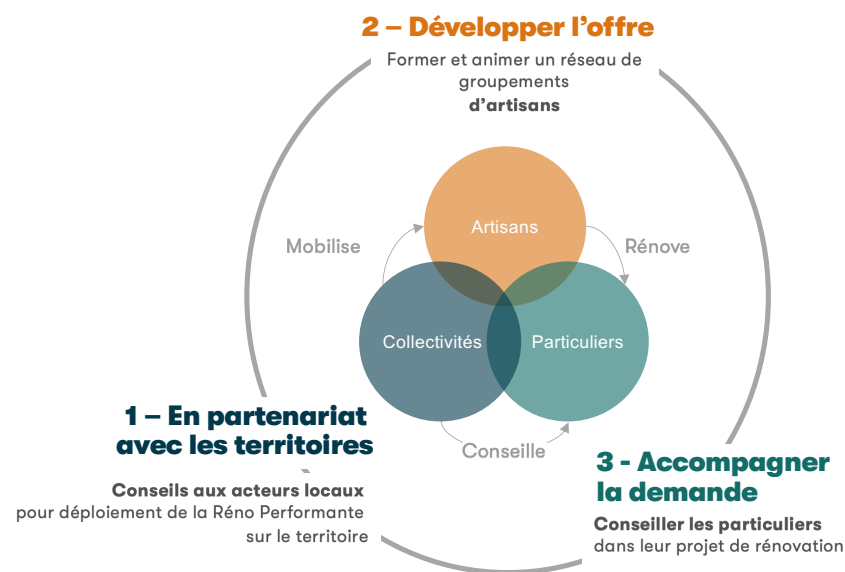 2 – Développer l'offre
Former et animer un réseau de
groupements
d'artisans
Artisans
Mobilise
Rénove
Collectivités
Particuliers
Conseille
1 – En partenariat
avec les territoires
Conseils aux acteurs locaux
pour déploiement de la Réno Performante
sur le territoire
3 - Accompagner
la demande
Conseiller les particuliers
dans leur projet de rénovation